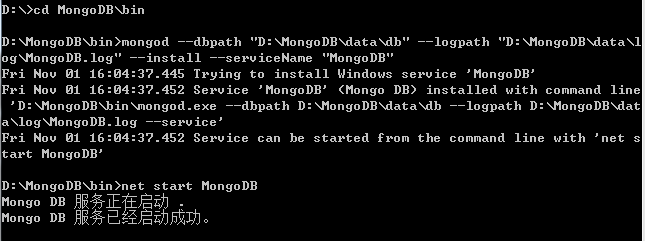 D:\>cd MongoDB\bin
D:\MongoDB\bin>mongod --dbpath "D:\MongoDB\data\db" --logpath "D:\MongoDB\data\l
og\MongoDB.log" --install --serviceName "MongoDB"
Fri Nov 01 16:04:37.445 Trying to install Windows service 'MongoDB'
Fri Nov 01 16:04:37.452 Service 'MongoDB' (Mongo DB) installed with command line
 'D:\MongoDB\bin\mongod.exe --dbpath D:\MongoDB\data\db --logpath D:\MongoDB\dat
a\log\MongoDB.log --service'
Fri Nov 01 16:04:37.452 Service can be started from the command line with 'net s
tart MongoDB'
D:\MongoDB\bin>net start MongoDB
Mongo DB 服务正在启动 .
Mongo DB 服务已经启动成功。